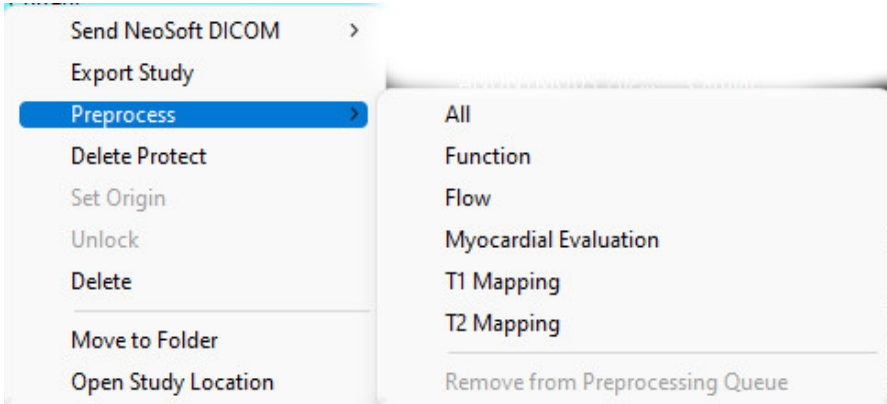 Send NeoSoft DICOM >
Export Study
Preprocess >
Delete Protect
Set Origin
Unlock
Delete
Move to Folder
Open Study Location
All
Function
Flow
Myocardial Evaluation
T1 Mapping
T2 Mapping
Remove from Preprocessing Queue